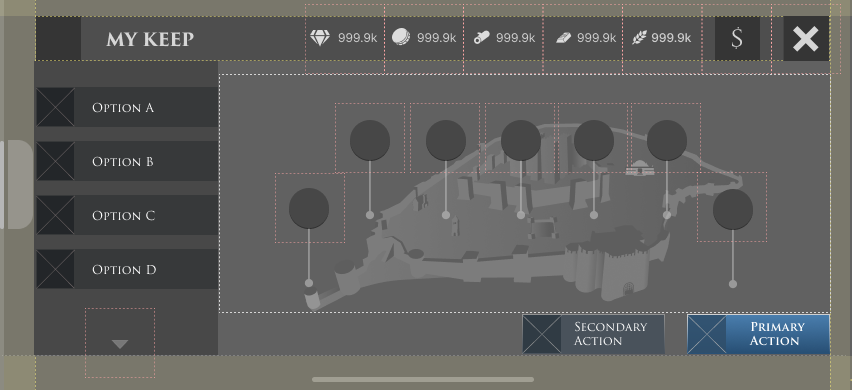 MY KEEP
999.9k
999.9k
999.9k
999.9k
999.9k
$
OPTION A
OPTION B
OPTION C
OPTION D
SECONDARY
ACTION
PRIMARY
ACTION